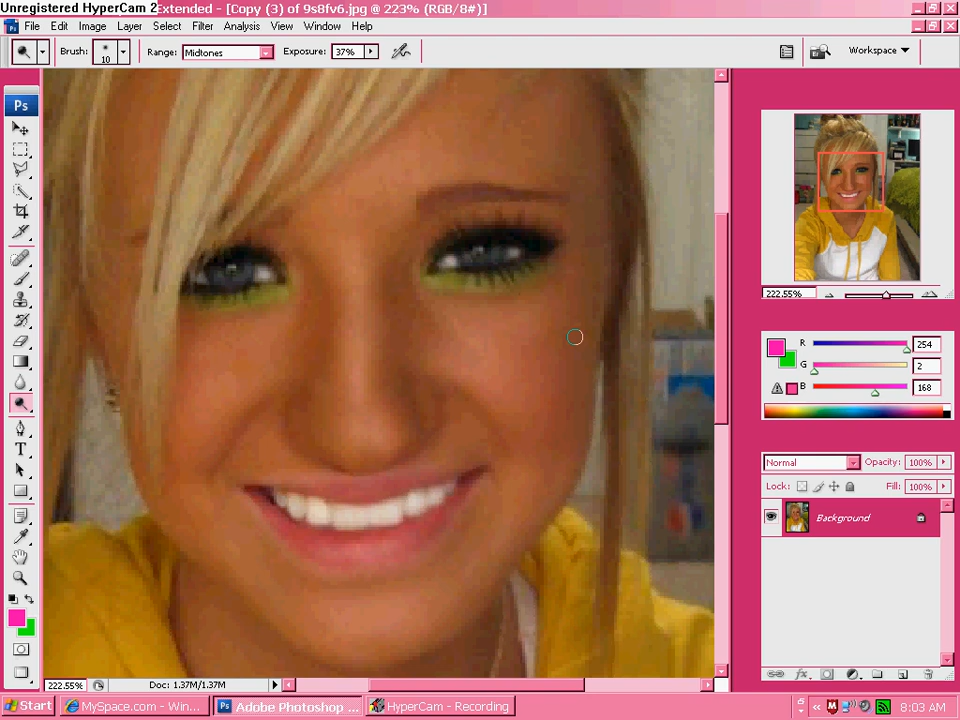 Unregistered HyperCam 2 Extended - [Copy (3) of 9s8fv6.jpg @ 223% (RGB/8#)]
File Edit Image Layer Select Filter Analysis View Window Help
Brush: 10 Range: Midtones Exposure: 37% Workspace
Ps
T
222.55%
R 254
G 2
B 168
Normal Opacity: 100%
Lock: Fill: 100%
Background
222.55% Doc: 1.37M/1.37M
fx
Start MySpace.com - Win... Ps Adobe Photoshop ... HyperCam - Recording « 8:03 AM